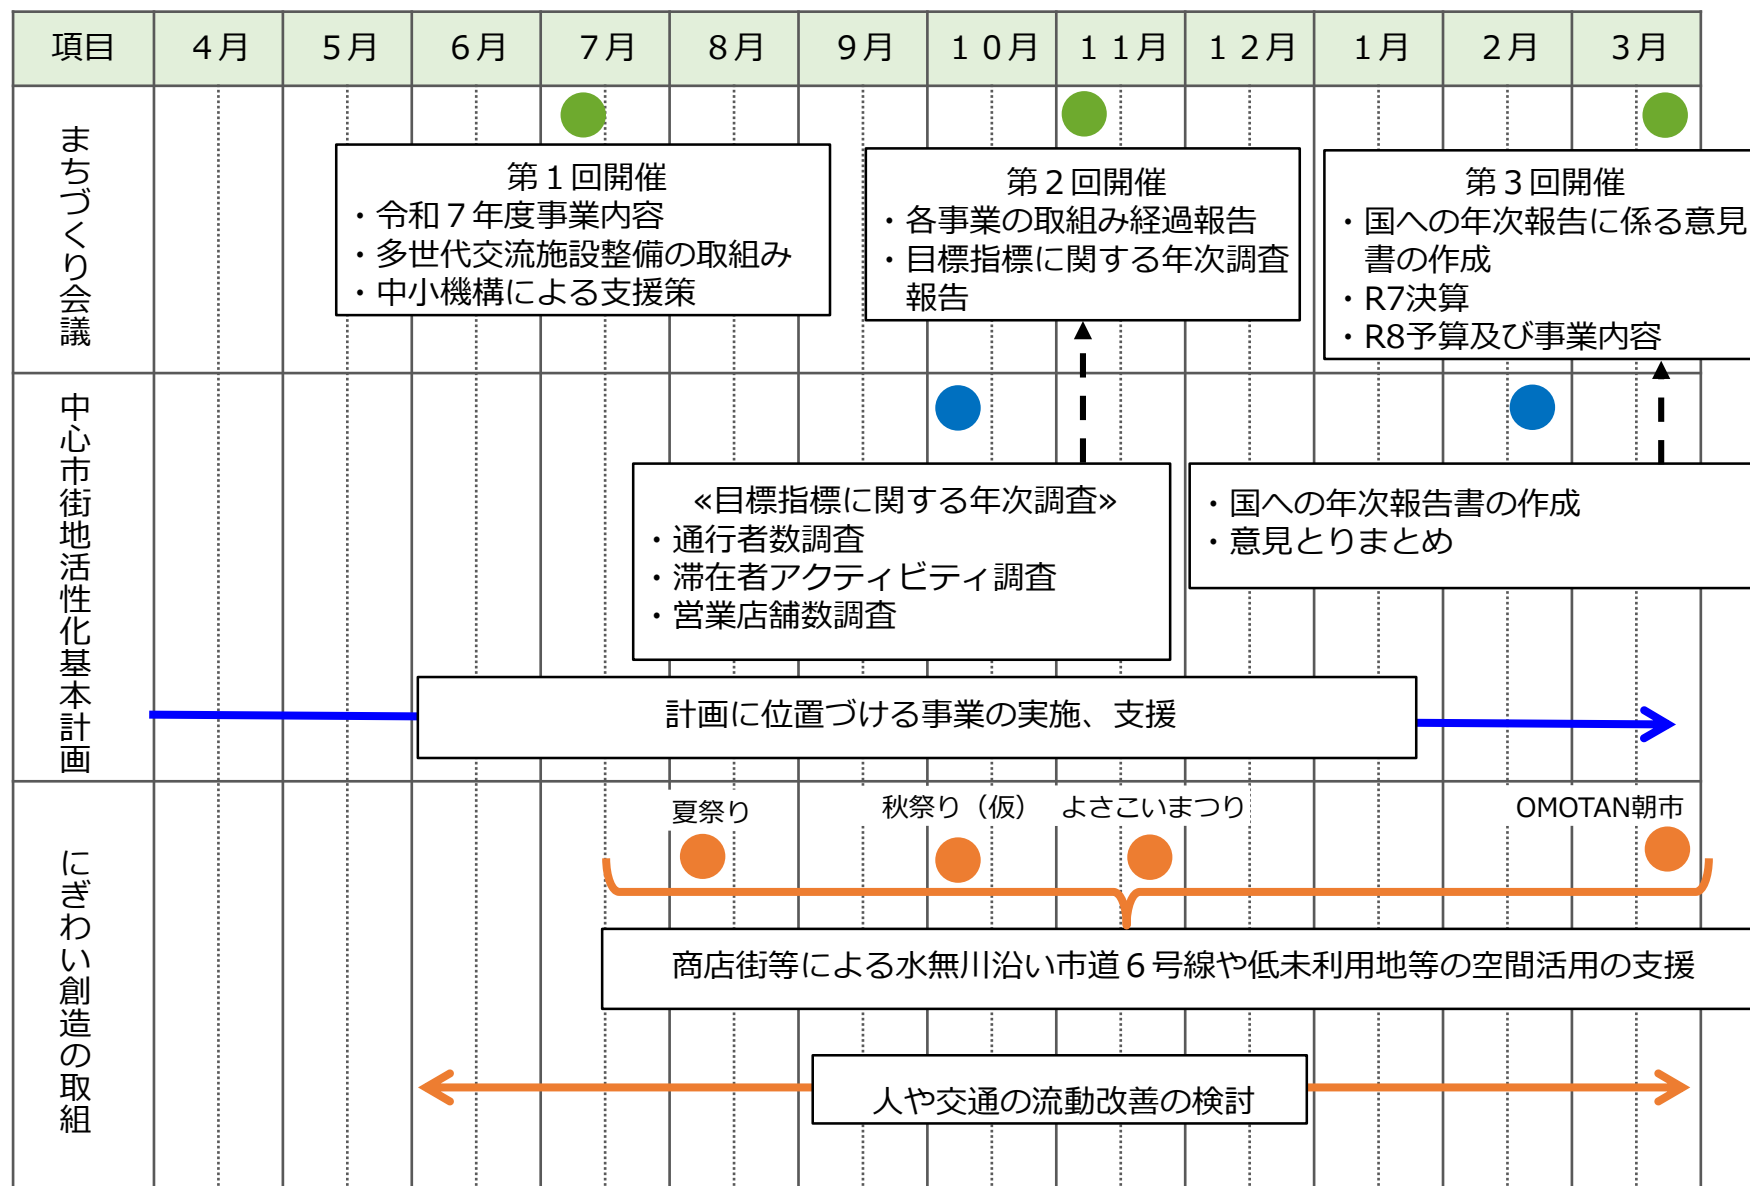 項目 ４月 ５月 ６月 ７月 ８月 ９月 １０月 １１月 １２月 １月 ２月 ３月
まちづくり会議
第１回開催
・令和７年度事業内容
・多世代交流施設整備の取組み
・中小機構による支援策
第２回開催
・各事業の取組み経過報告
・目標指標に関する年次調査
報告
第３回開催
・国への年次報告に係る意見
書の作成
・R7決算
・R8予算及び事業内容
中心市街地活性化基本計画
«目標指標に関する年次調査»
・通行者数調査
・滞在者アクティビティ調査
・営業店舗数調査
・国への年次報告書の作成
・意見とりまとめ
計画に位置づける事業の実施、支援
にぎわい創造の取組
夏祭り 秋祭り（仮） よさこいまつり OMOTAN朝市
商店街等による水無川沿い市道６号線や低未利用地等の空間活用の支援
人や交通の流動改善の検討